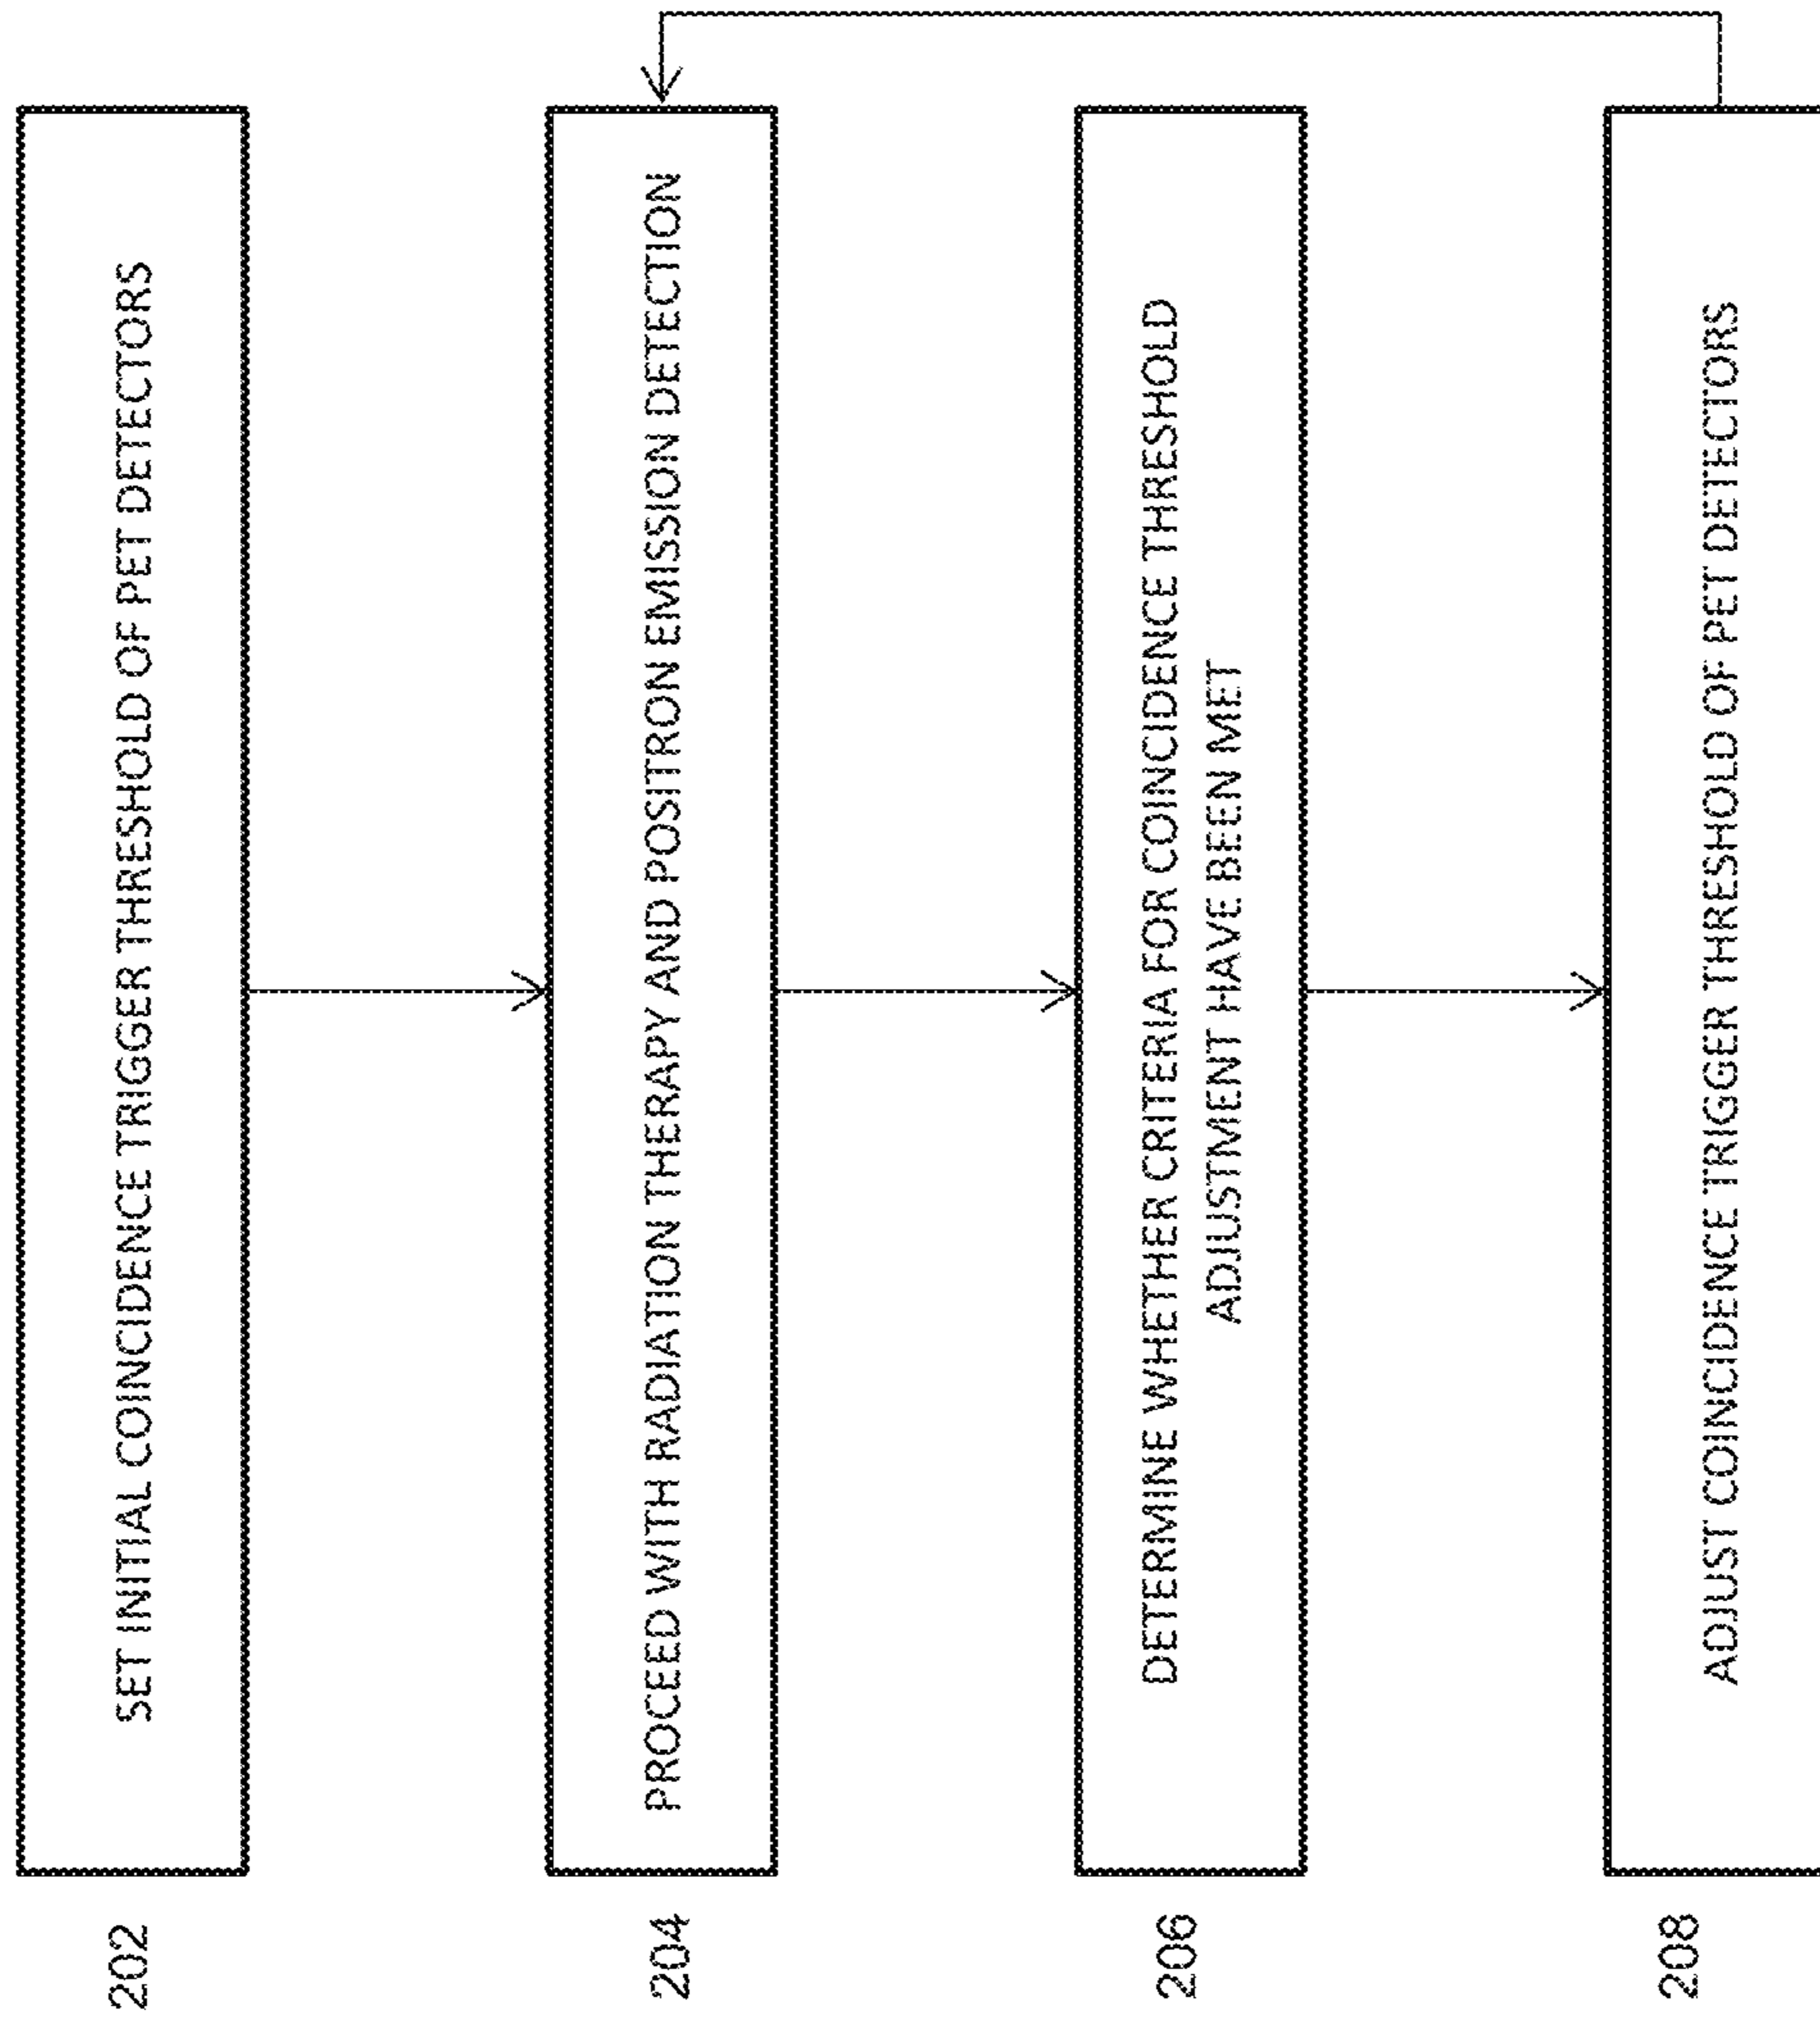 202
SET INITIAL COINCIDENCE TRIGGER THRESHOLD OF PET DETECTORS
204
PROCEED WITH RADIATION THERAPY AND POSITRON EMISSION DETECTION
206
DETERMINE WHETHER CRITERIA FOR COINCIDENCE THRESHOLD
ADJUSTMENT HAVE BEEN MET
208
ADJUST COINCIDENCE TRIGGER THRESHOLD OF PET DETECTORS